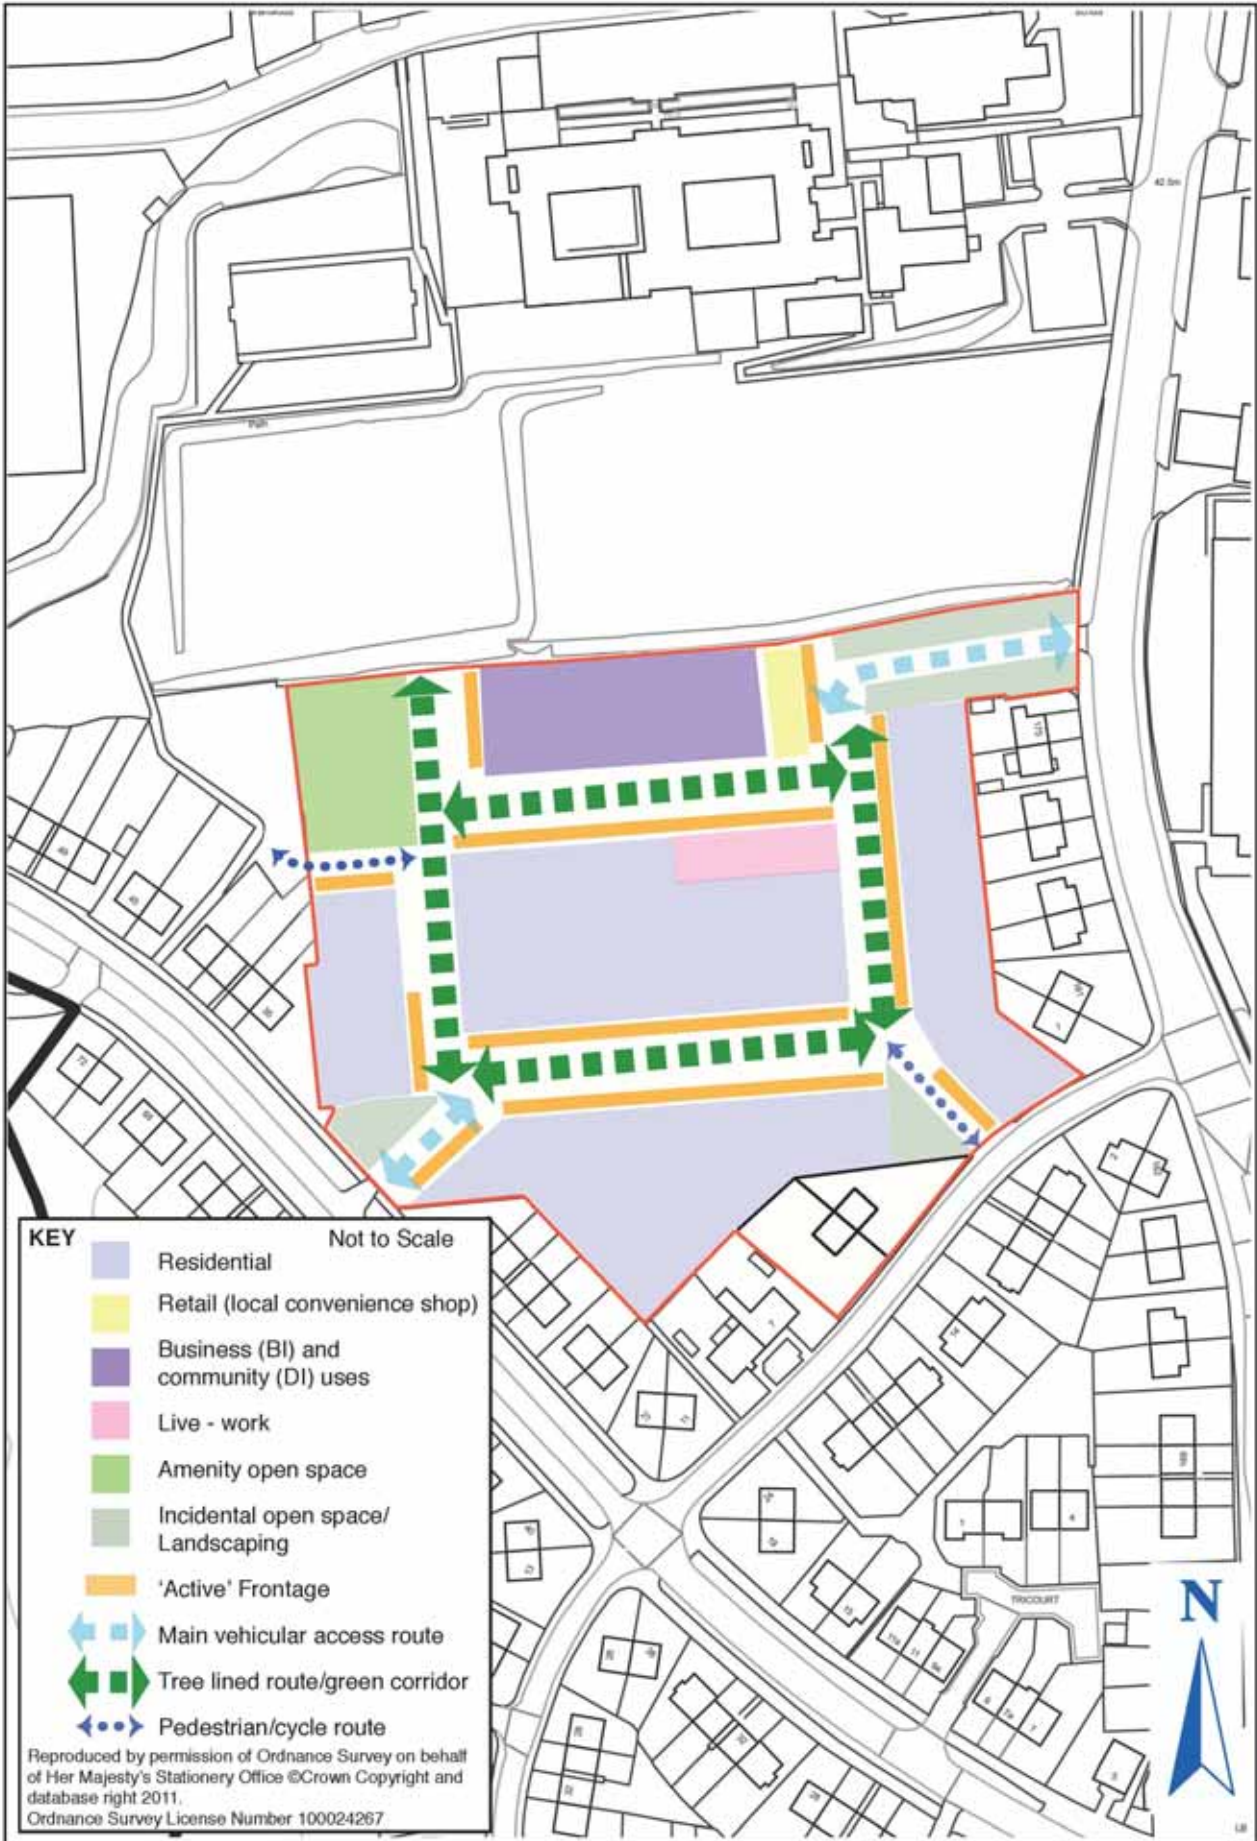 42.5m
Path
KEY
Not to Scale
Residential
Retail (local convenience shop)
Business (BI) and
community (DI) uses
Live - work
Amenity open space
Incidental open space/
Landscaping
'Active' Frontage
Main vehicular access route
Tree lined route/green corridor
Pedestrian/cycle route
Reproduced by permission of Ordnance Survey on behalf
of Her Majesty's Stationery Office ©Crown Copyright and
database right 2011.
Ordnance Survey License Number 100024267
TRICOURT
N